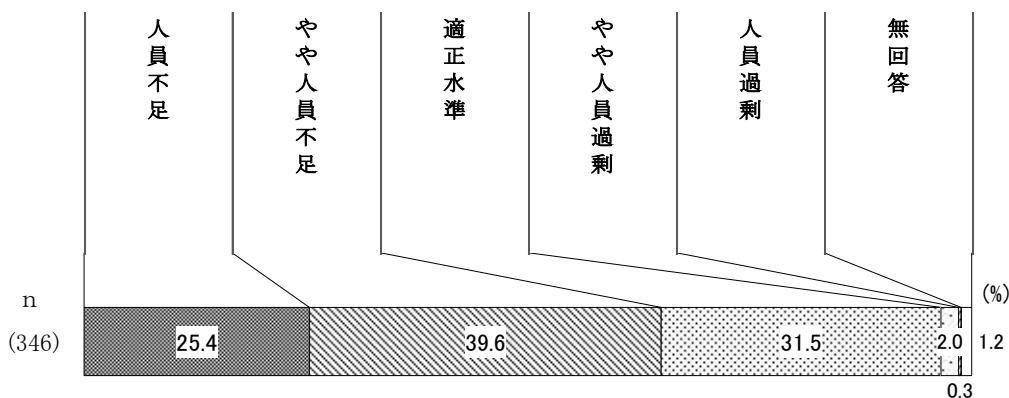 人員不足
やや人員不足
適正水準
やや人員過剰
人員過剰
無回答
(%)
n
(346)
25.4
39.6
31.5
2.0
1.2
0.3